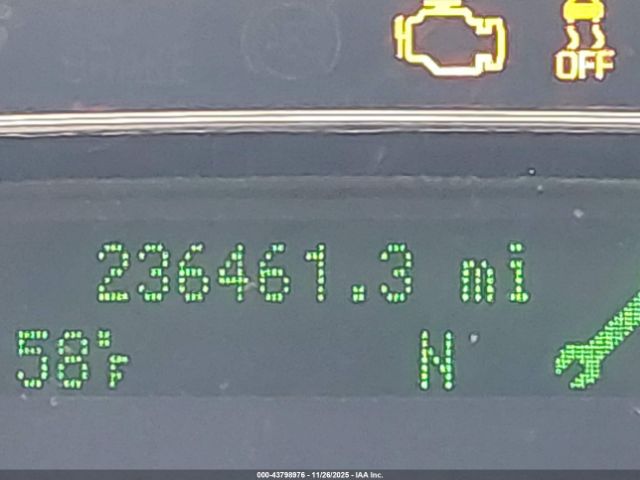 OFF
236461.3 mi
58°F N
000-43798976 - 11/26/2025 - IAA Inc.